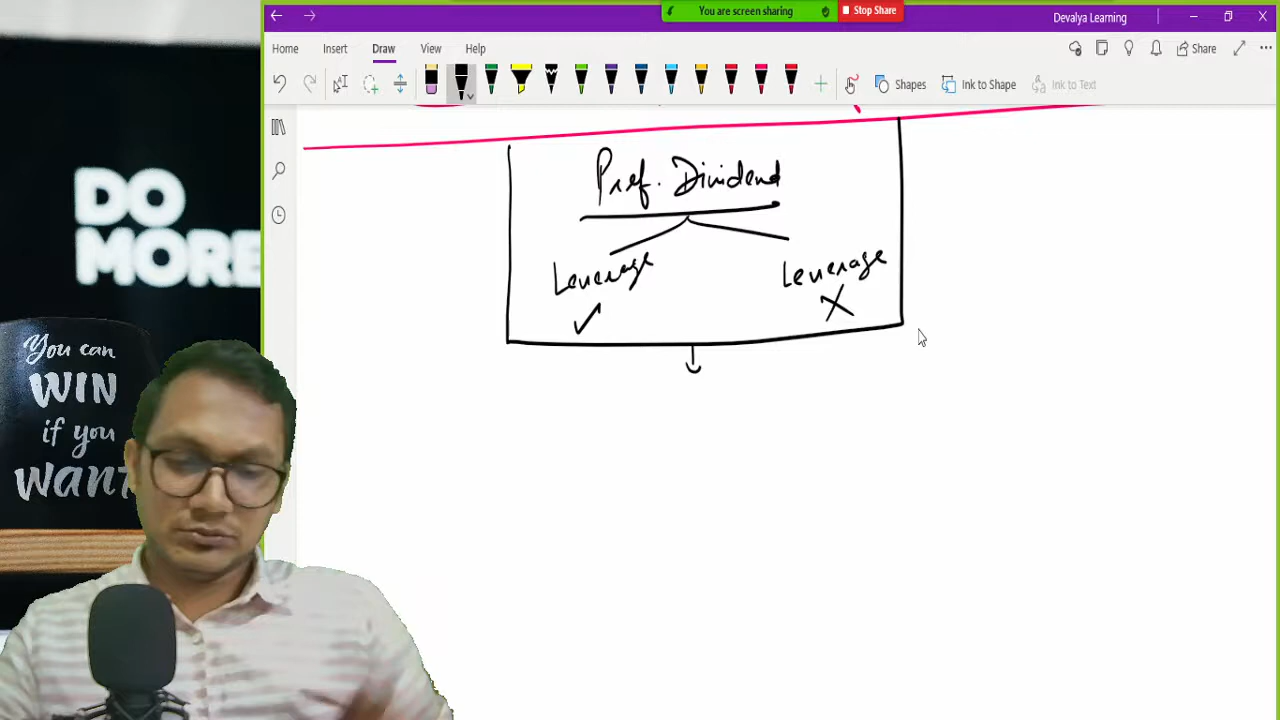 You are screen sharing
Stop Share
Devalya Learning
Home Insert Draw View Help
Share
Shapes
Ink to Shape
Ink to Text
Pref. Dividend
Leverage
Leverage
DO
MORE
You can
WIN
if you
WANT